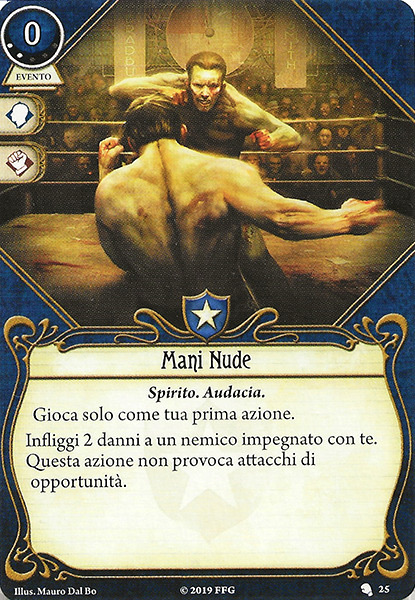 0
EVENTO
Mani Nude
Spirito. Audacia.
Gioca solo come tua prima azione.
Infliggi 2 danni a un nemico impegnato con te.
Questa azione non provoca attacchi di
opportunità.
Illus. Mauro Dal Bo
© 2019 FFG
25